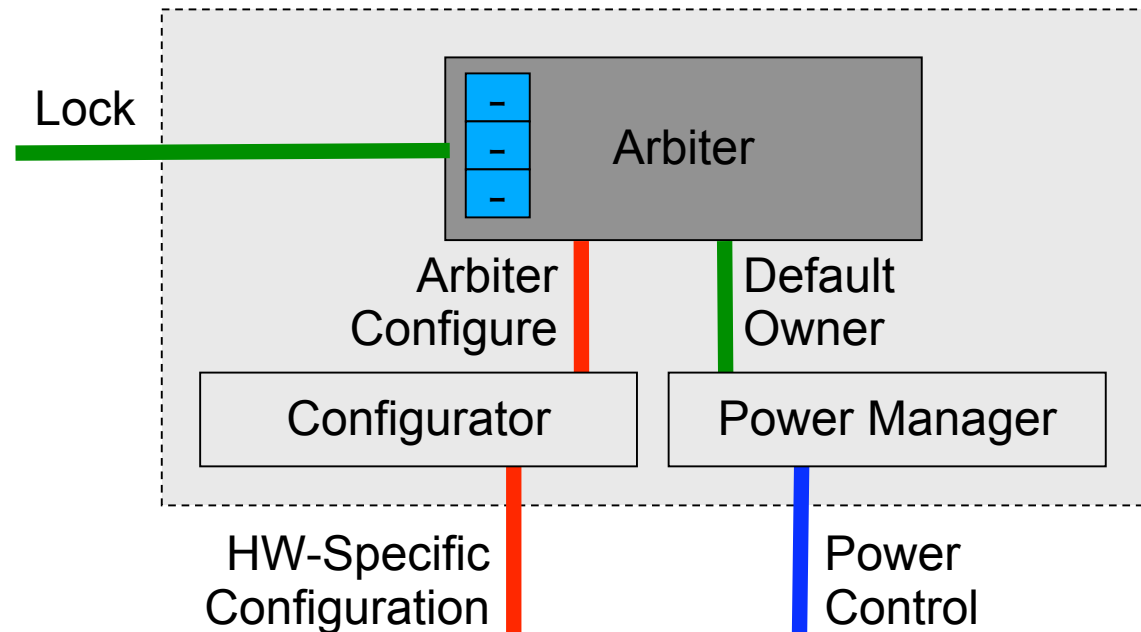 Lock
-
-
-
Arbiter
Arbiter
Configure
Default
Owner
Configurator
Power Manager
HW-Specific
Configuration
Power
Control